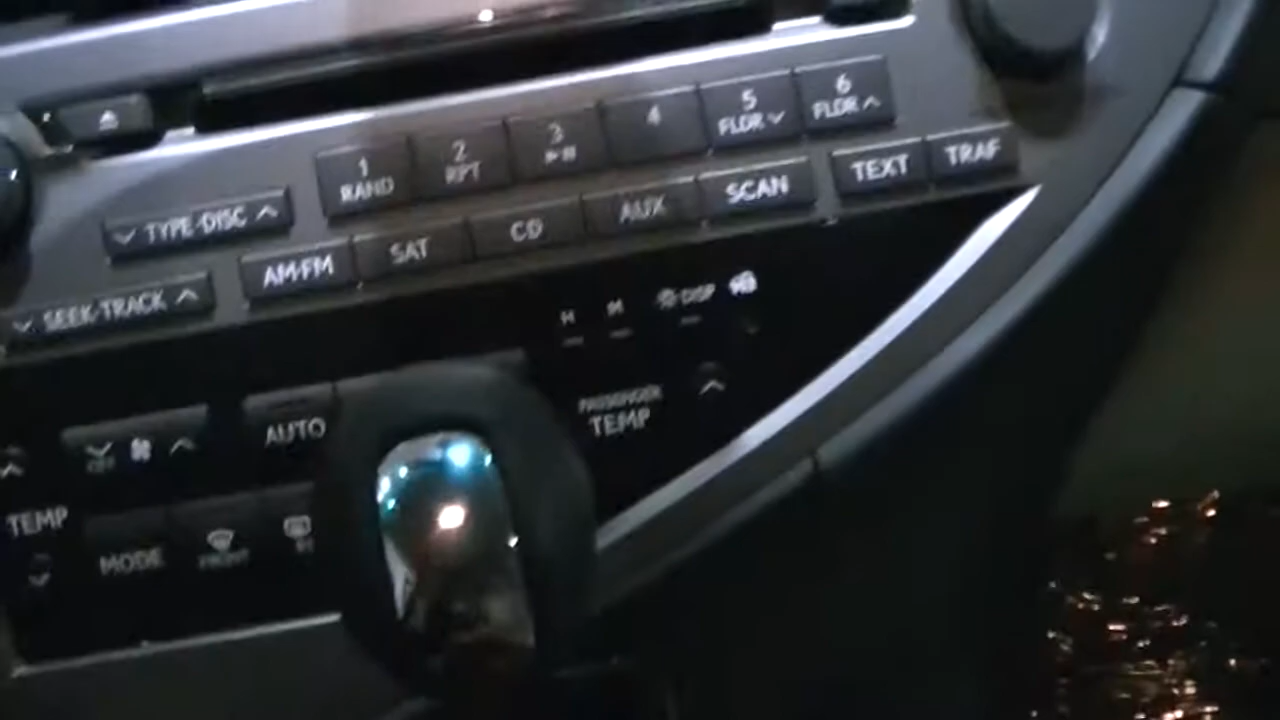 1 RAND
2 RPT
3
4
5 FLDR
6 FLDR
TYPE·DISC
SEEK·TRACK
AM·FM
SAT
CD
AUX
SCAN
TEXT
TRAF
H
M
DISP
PASSENGER
TEMP
AUTO
OFF
TEMP
MODE
FRONT